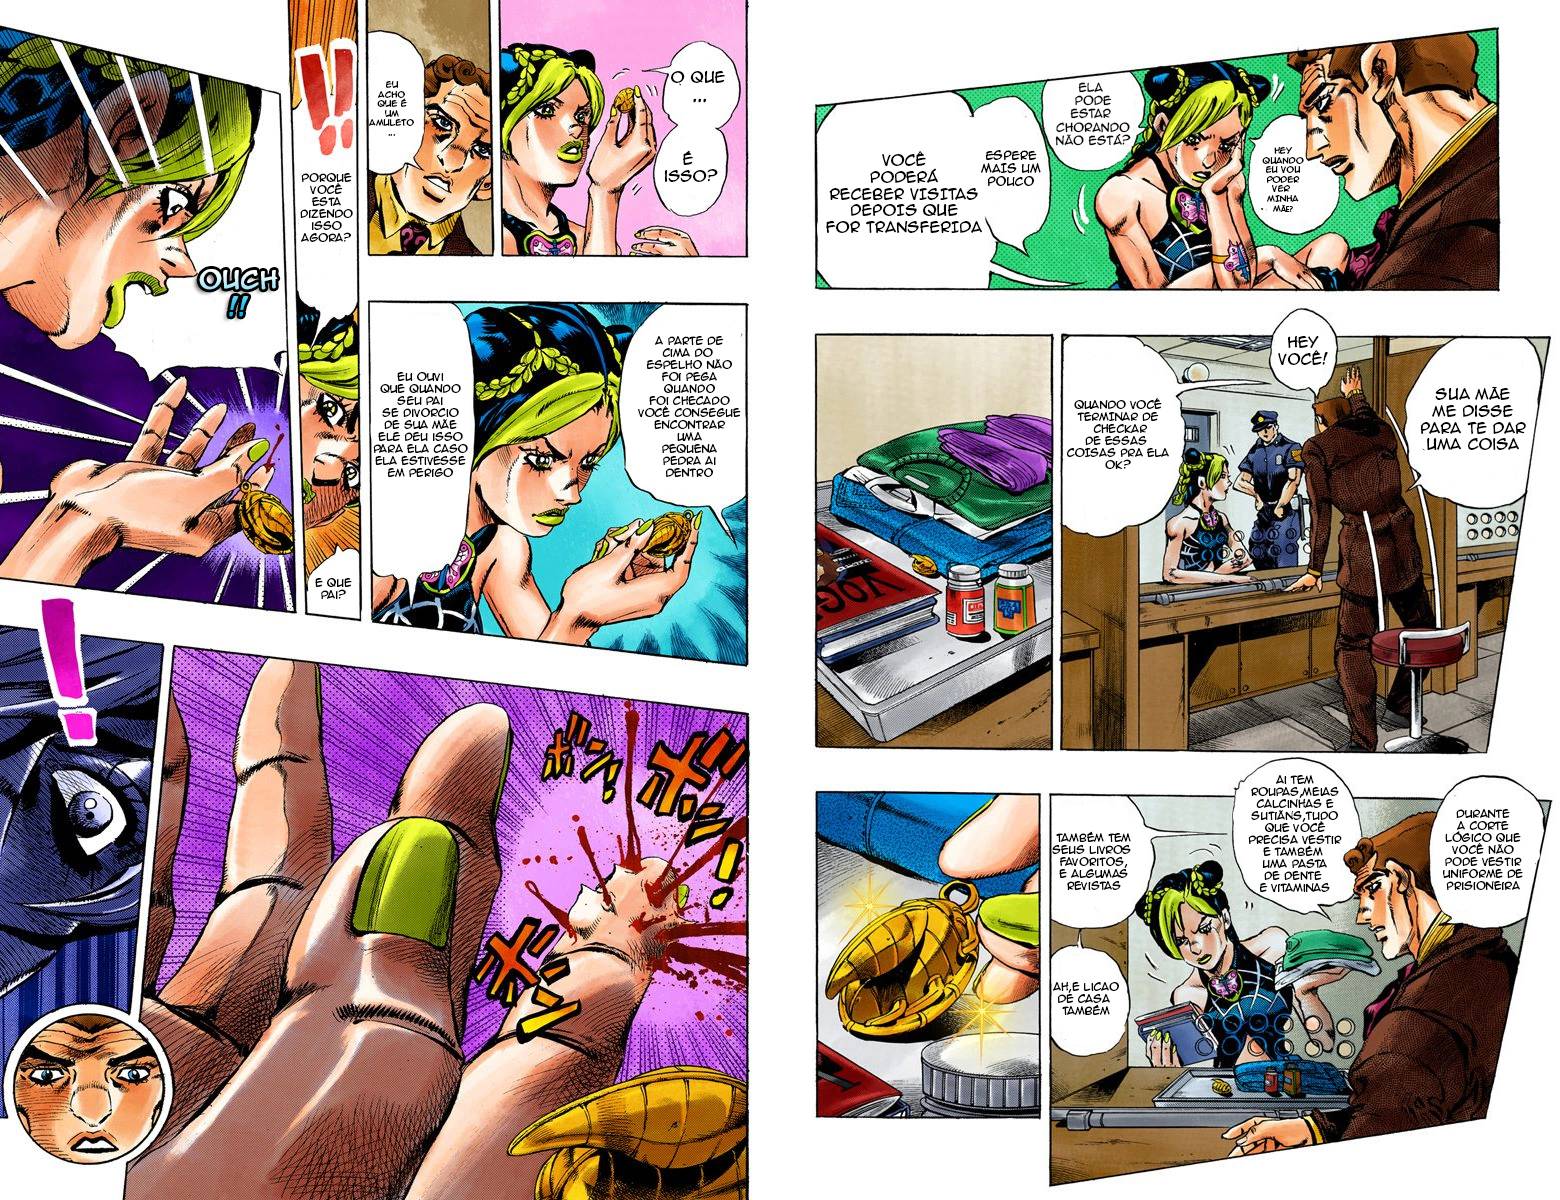 HEY
QUANDO
EU VOU
PODER
VER
MINHA
MÃE?
ELA
PODE
ESTAR
CHORANDO
NÃO ESTÁ?
ESPERE
MAIS UM
POUCO
VOCÊ
PODERÁ
RECEBER VISITAS
DEPOIS QUE
FOR TRANSFERIDA
SUA MÃE
ME DISSE
PARA TE DAR
UMA COISA
HEY
VOCÊ!
QUANDO VOCÊ
TERMINAR DE
CHECKAR
DE ESSAS
COISAS PRA ELA
OK?
DURANTE
A CORTE
LÓGICO QUE
VOCÊ NÃO
PODE VESTIR
UNIFORME DE
PRISIONEIRA
AI TEM
ROUPAS,MEIAS
CALCINHAS E
SUTIÃNS,TUDO
QUE VOCÊ
PRECISA VESTIR
E TAMBÉM
UMA PASTA
DE DENTE
E VITAMINAS
TAMBÉM TEM
SEUS LIVROS
FAVORITOS,
E ALGUMAS
REVISTAS
AH,E LICAO
DE CASA
TAMBÉM
O QUE
...
É
ISSO?
EU
ACHO
QUE É
UM
AMULETO
...
A PARTE DE
CIMA DO
ESPELHO NÃO
FOI PEGA
QUANDO
FOI CHECADO
VOCÊ CONSEGUE
ENCONTRAR
UMA
PEQUENA
PEDRA AI
DENTRO
EU OUVI
QUE QUANDO
SEU PAI
SE DIVORCIO
DE SUA MÃE
ELE DEU ISSO
PARA ELA CASO
ELA ESTIVESSE
EM PERIGO
!!
PORQUE
VOCÊ
ESTA
DIZENDO
ISSO
AGORA?
E QUE
PAI?
OUCH
!!
ボン!
ボン!
ボン
!